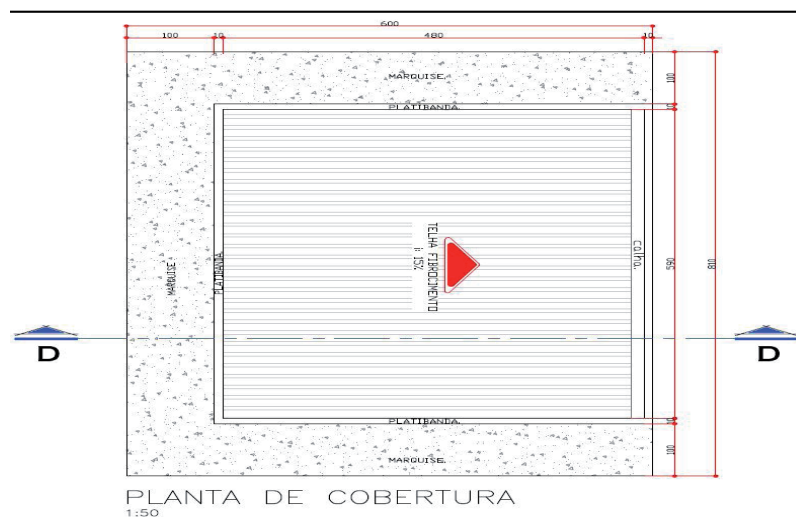 600
100 10 480 10
MARQUISE.
100
PLATIBANDA.
10
TELHA FIBROCIMENTO
i: 15%
calha.
590
810
PLATIBANDA.
MARQUISE
D D
PLATIBANDA.
10
MARQUISE.
100
PLANTA DE COBERTURA
1:50